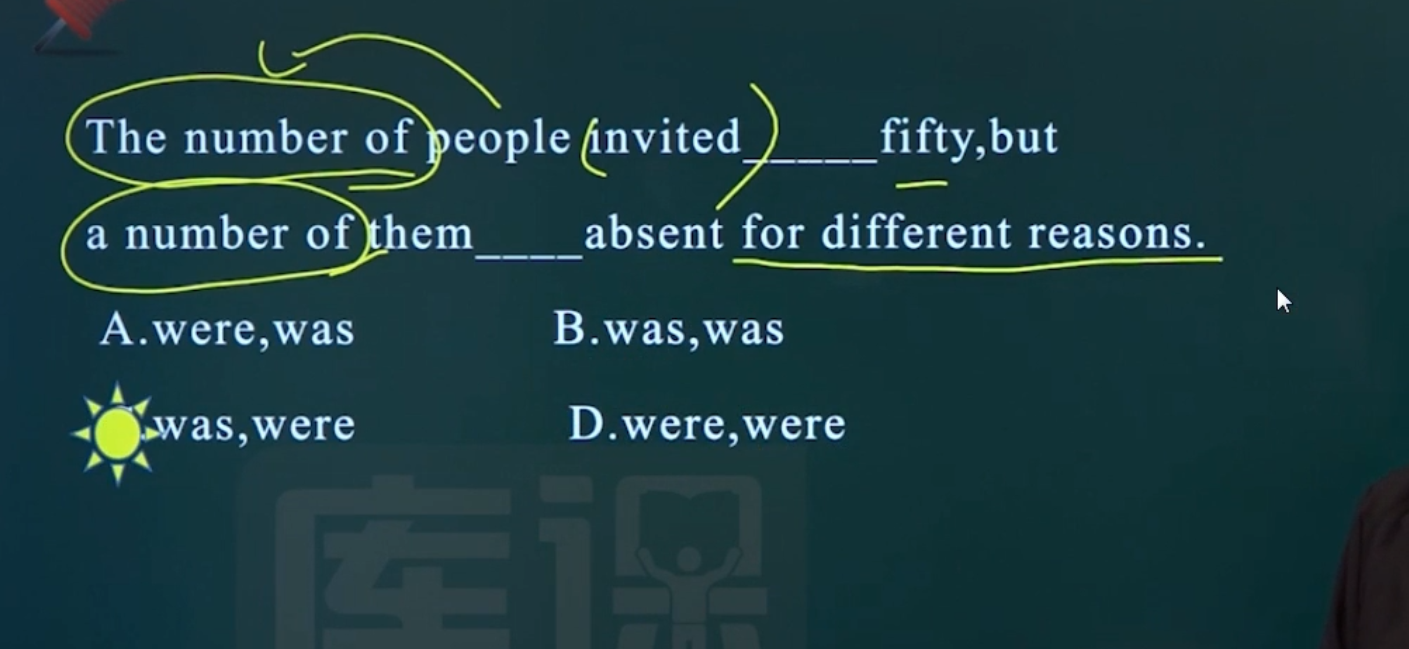 The number of people invited_____fifty,but
a number of them____absent for different reasons.
A.were,was B.was,was
.was,were D.were,were
库课